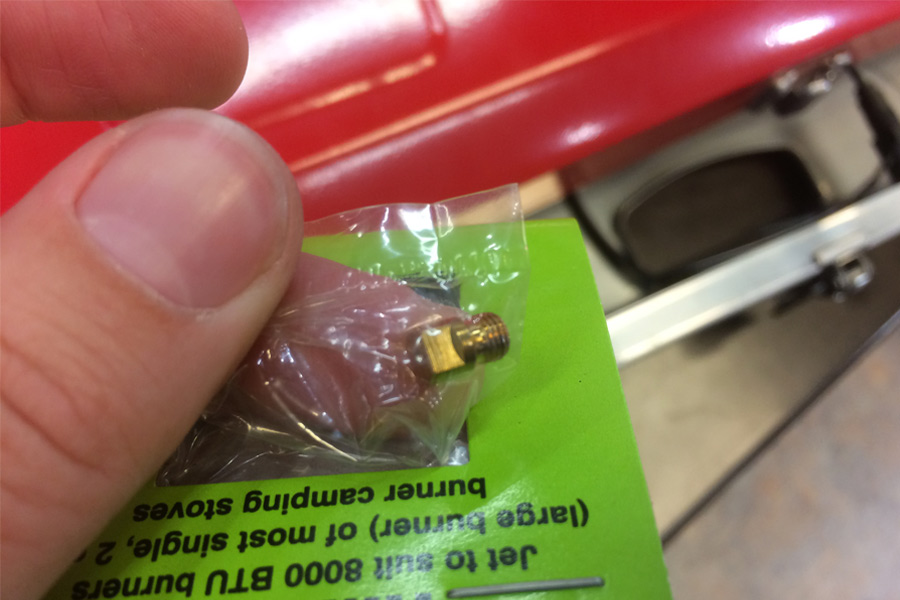 Jet to suit 8000 BTU burners
(large burner) of most single, 2
burner camping stoves